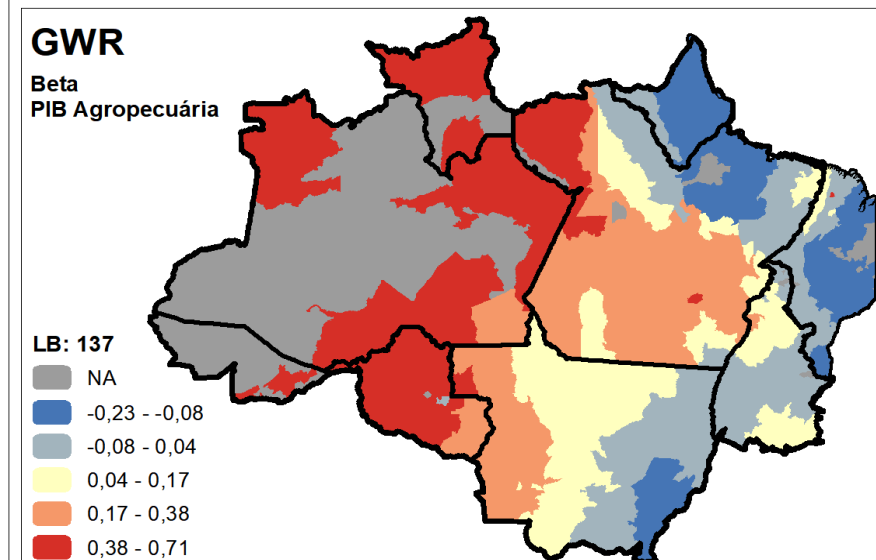 GWR
Beta
PIB Agropecuária
LB: 137
NA
-0,23 - -0,08
-0,08 - 0,04
0,04 - 0,17
0,17 - 0,38
0,38 - 0,71